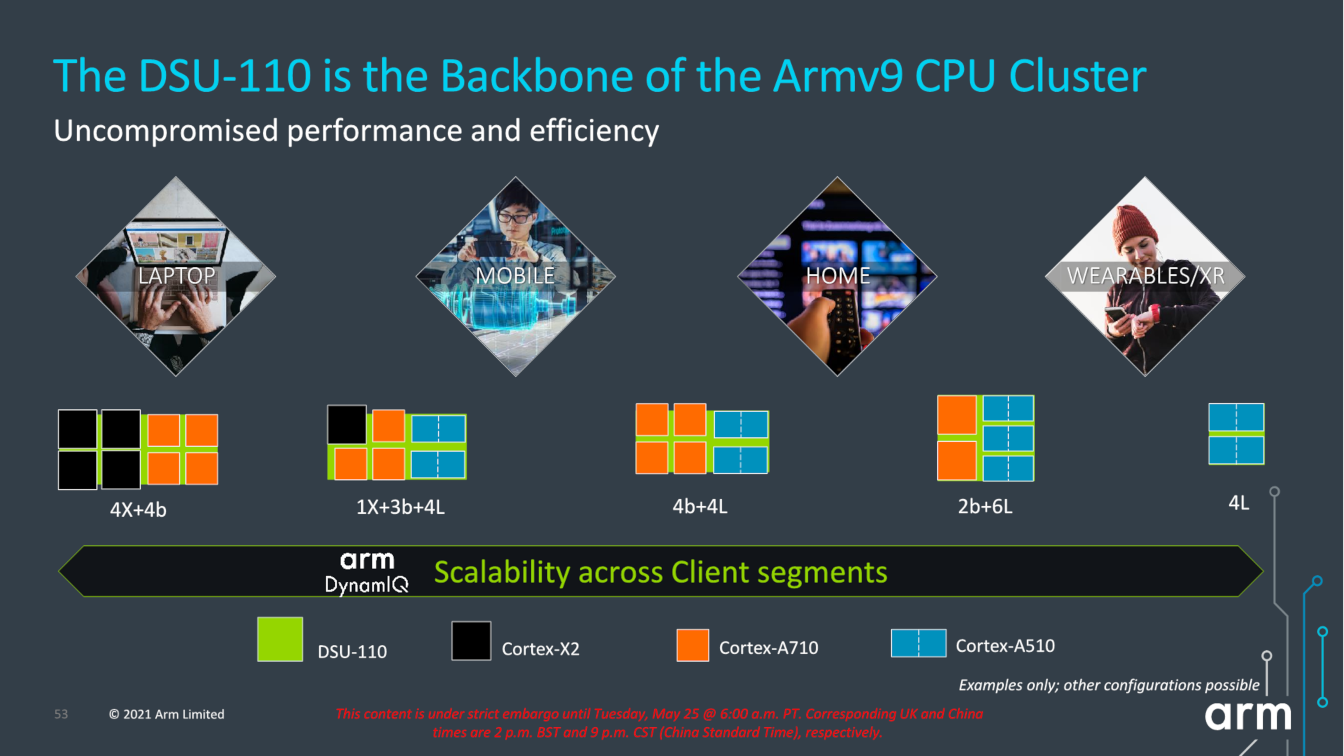 The DSU-110 is the Backbone of the Armv9 CPU Cluster
Uncompromised performance and efficiency
LAPTOP
MOBILE
HOME
WEARABLES/XR
4X+4b
1X+3b+4L
4b+4L
2b+6L
4L
arm
DynamIQ
Scalability across Client segments
DSU-110
Cortex-X2
Cortex-A710
Cortex-A510
Examples only; other configurations possible
53
© 2021 Arm Limited
This content is under strict embargo until Tuesday, May 25 @ 6:00 a.m. PT. Corresponding UK and China
times are 2 p.m. BST and 9 p.m. CST (China Standard Time), respectively.
arm